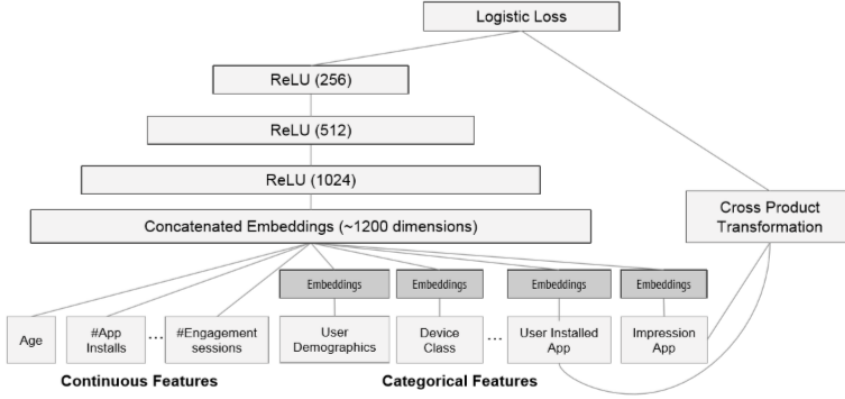 Logistic Loss
ReLU (256)
ReLU (512)
ReLU (1024)
Concatenated Embeddings (~1200 dimensions)
Cross Product
Transformation
Embeddings
Embeddings
Embeddings
Embeddings
Age
#App
Installs
...
#Engagement
sessions
User
Demographics
Device
Class
...
User Installed
App
Impression
App
Continuous Features
Categorical Features